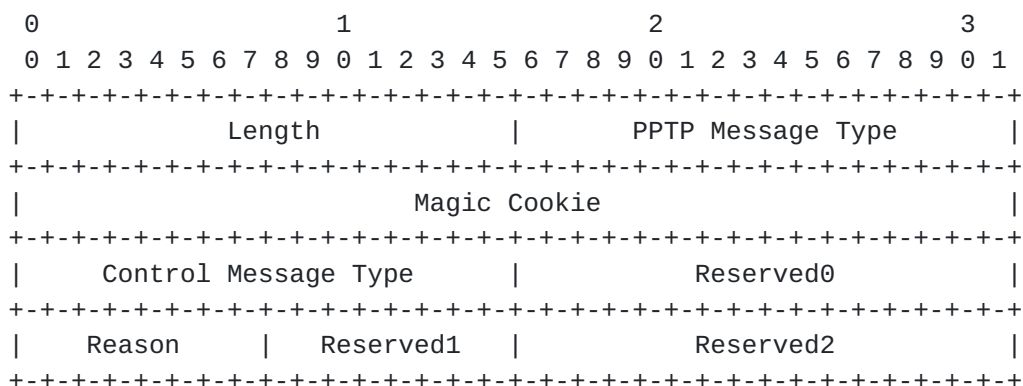 0                   1                   2                   3
 0 1 2 3 4 5 6 7 8 9 0 1 2 3 4 5 6 7 8 9 0 1 2 3 4 5 6 7 8 9 0 1
+-+-+-+-+-+-+-+-+-+-+-+-+-+-+-+-+-+-+-+-+-+-+-+-+-+-+-+-+-+-+-+-+
|             Length            |       PPTP Message Type       |
+-+-+-+-+-+-+-+-+-+-+-+-+-+-+-+-+-+-+-+-+-+-+-+-+-+-+-+-+-+-+-+-+
|                         Magic Cookie                          |
+-+-+-+-+-+-+-+-+-+-+-+-+-+-+-+-+-+-+-+-+-+-+-+-+-+-+-+-+-+-+-+-+
|     Control Message Type      |           Reserved0           |
+-+-+-+-+-+-+-+-+-+-+-+-+-+-+-+-+-+-+-+-+-+-+-+-+-+-+-+-+-+-+-+-+
|    Reason     |   Reserved1   |           Reserved2           |
+-+-+-+-+-+-+-+-+-+-+-+-+-+-+-+-+-+-+-+-+-+-+-+-+-+-+-+-+-+-+-+-+